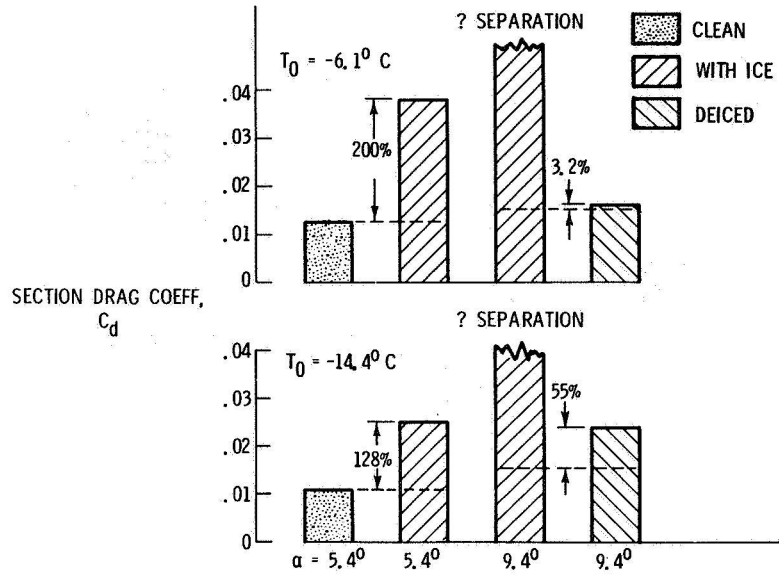 ? SEPARATION
CLEAN
T0 = -6.1° C
WITH ICE
.04
DEICED
.03
200%
3.2%
.02
.01
0
SECTION DRAG COEFF,
Cd
? SEPARATION
.04
T0 = -14.4° C
.03
55%
.02
128%
.01
0
α = 5.4° 5.4° 9.4° 9.4°